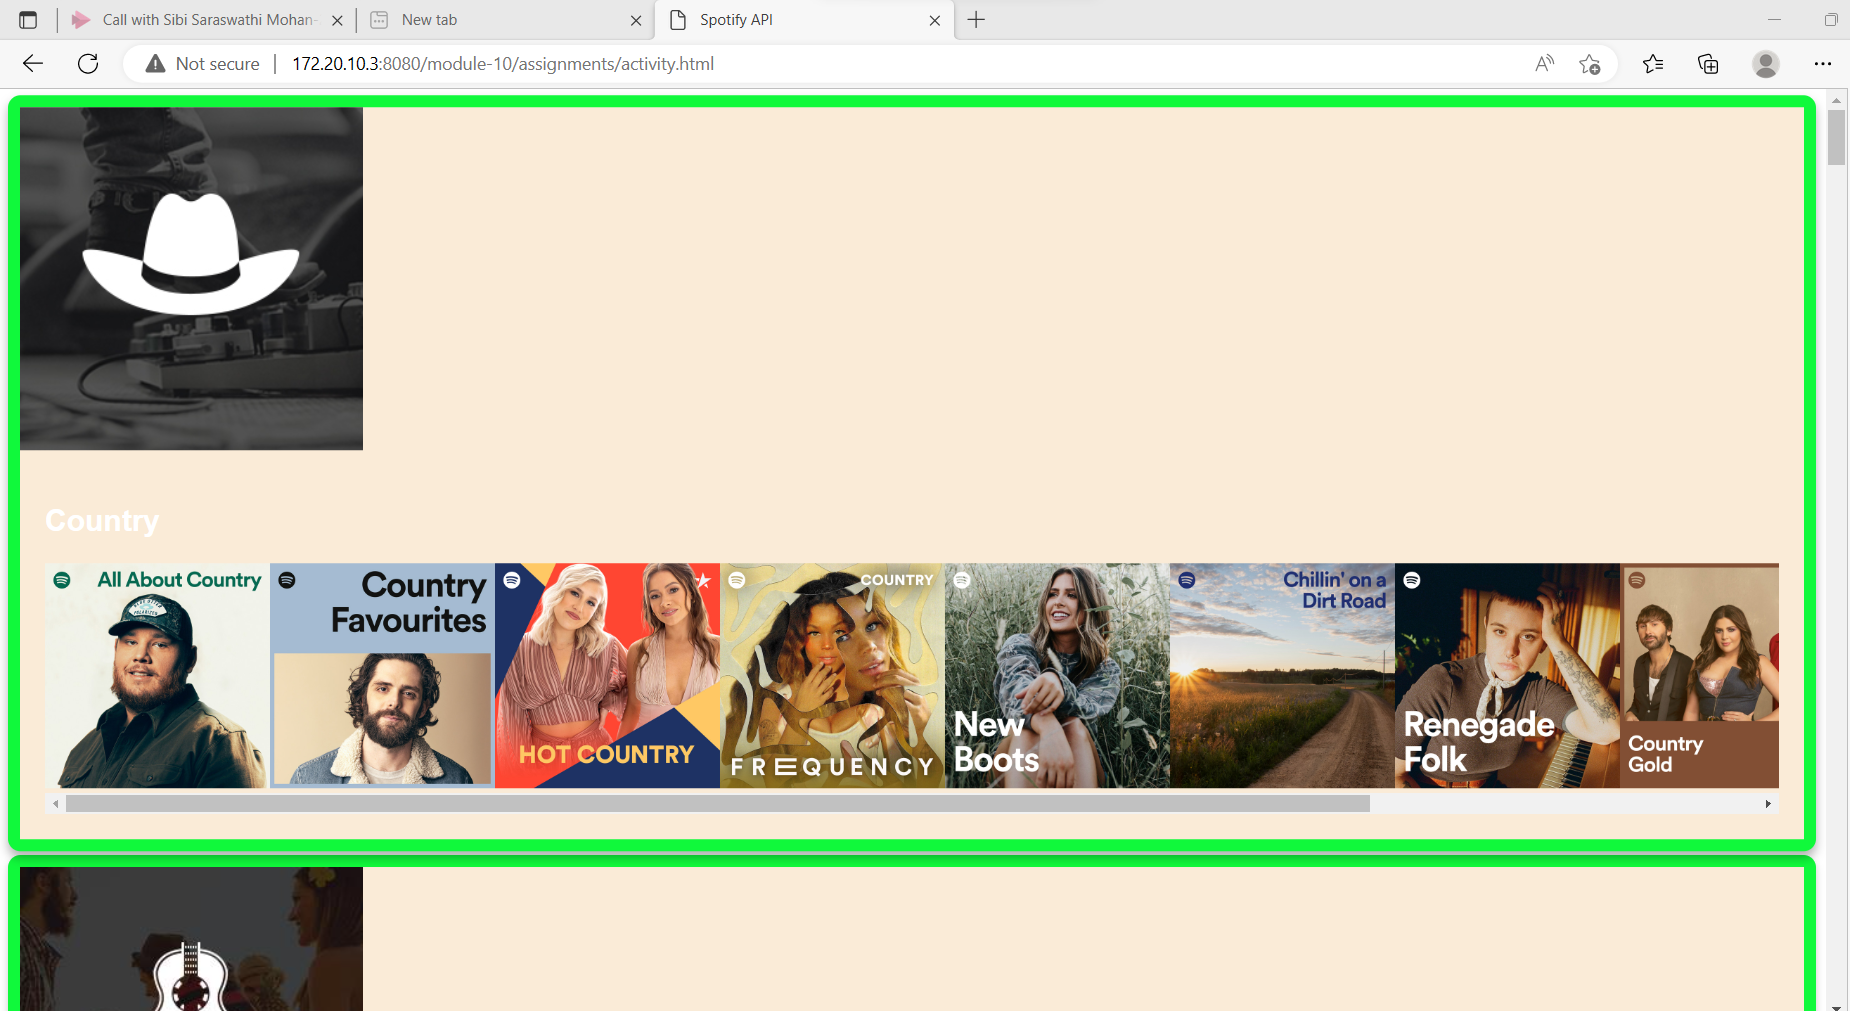 Call with Sibi Saraswathi Mohan-
New tab
Spotify API
Not secure
172.20.10.3:8080/module-10/assignments/activity.html
Country
All About Country
Country
Favourites
HOT COUNTRY
COUNTRY
FREQUENCY
New
Boots
Chillin' on a
Dirt Road
Renegade
Folk
Country
Gold